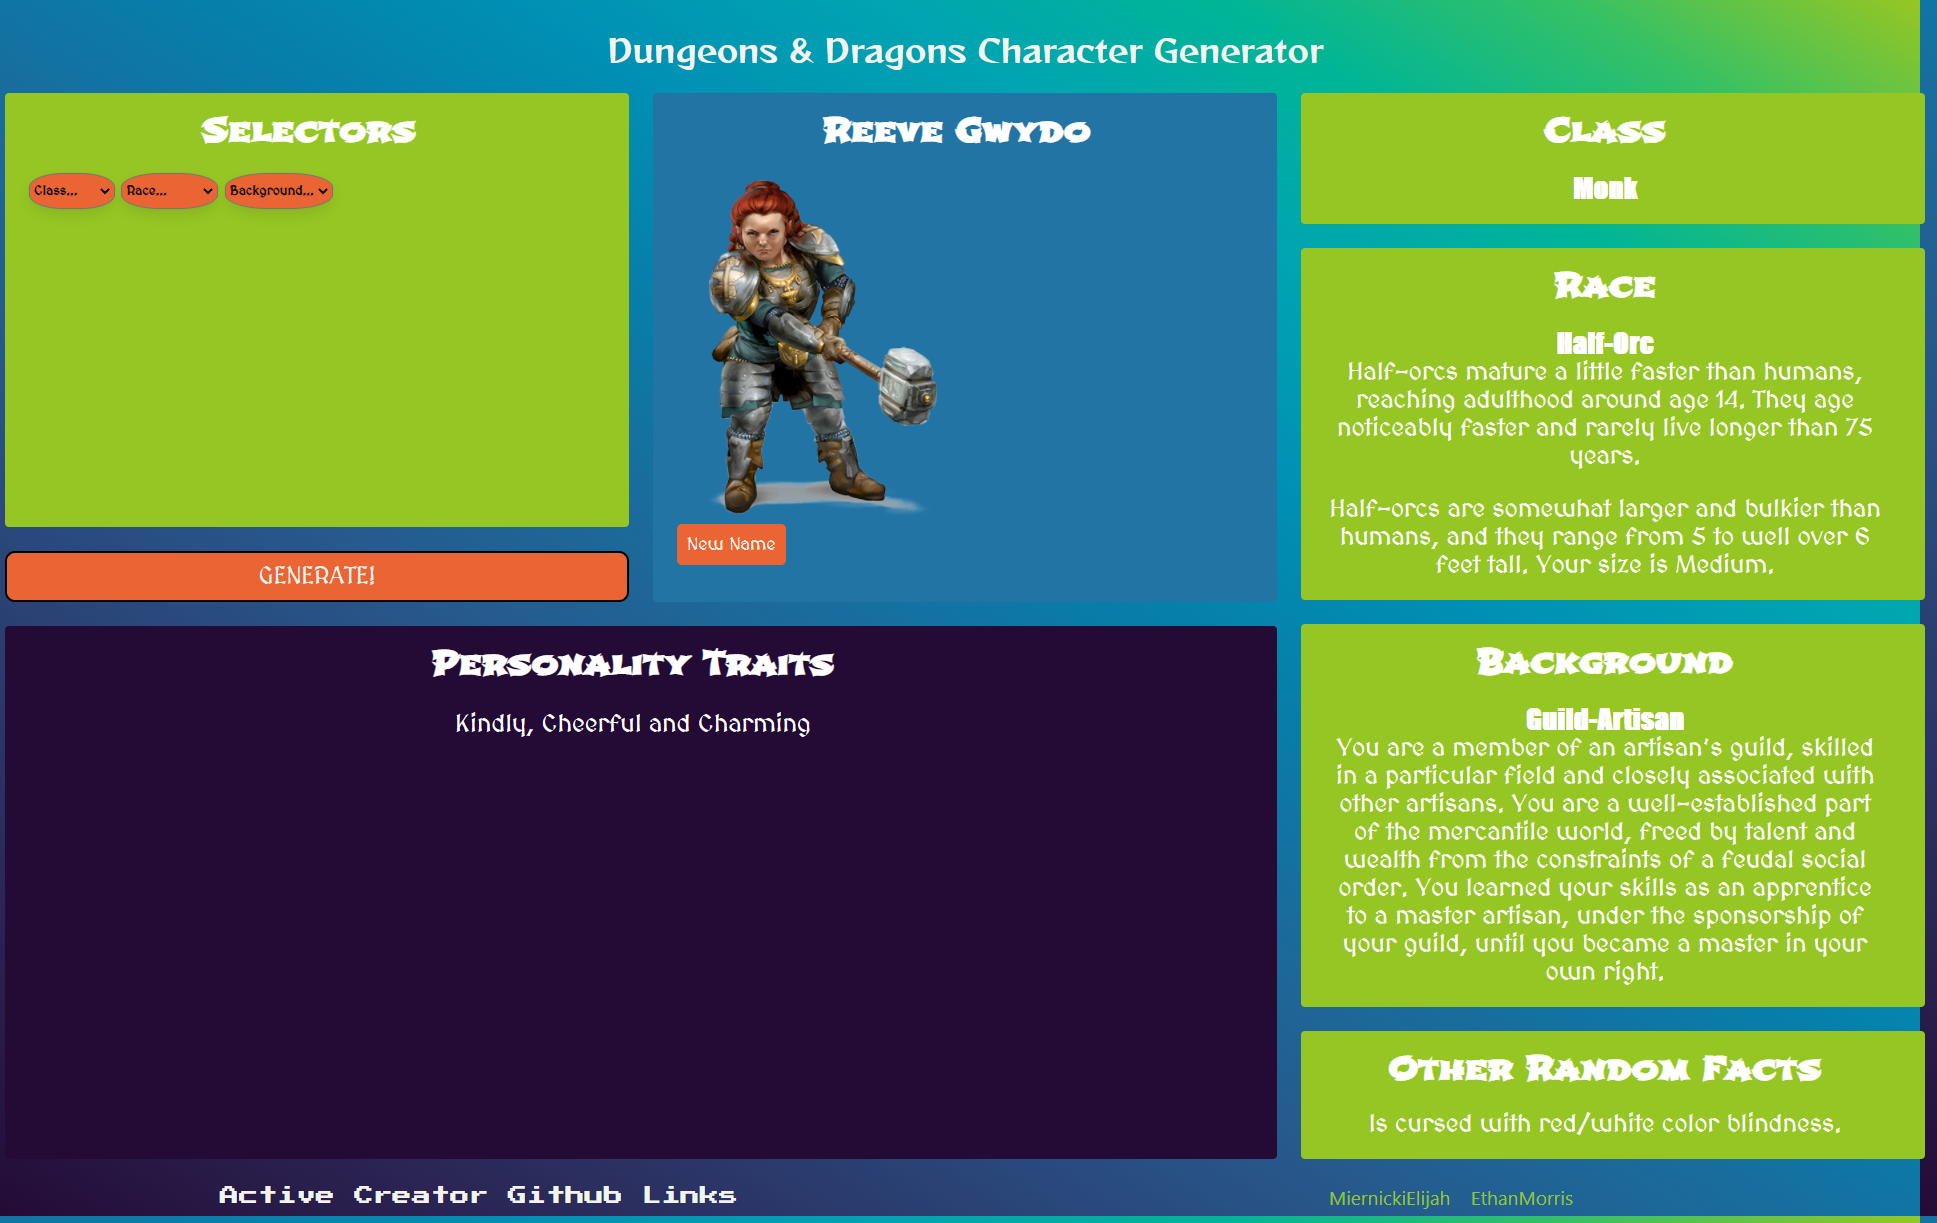 Dungeons & Dragons Character Generator
Selectors
Class... Race... Background...
GENERATE!
Reeve Gwydo
New Name
Personality Traits
Kindly, Cheerful and Charming
Class
Monk
Race
Half-Orc
Half-orcs mature a little faster than humans,
reaching adulthood around age 14. They age
noticeably faster and rarely live longer than 75
years.
Half-orcs are somewhat larger and bulkier than
humans, and they range from 5 to well over 6
feet tall. Your size is Medium.
Background
Guild-Artisan
You are a member of an artisan's guild, skilled
in a particular field and closely associated with
other artisans. You are a well-established part
of the mercantile world, freed by talent and
wealth from the constraints of a feudal social
order. You learned your skills as an apprentice
to a master artisan, under the sponsorship of
your guild, until you became a master in your
own right.
Other Random Facts
Is cursed with red/white color blindness.
Active Creator Github Links
MiernickiElijah EthanMorris